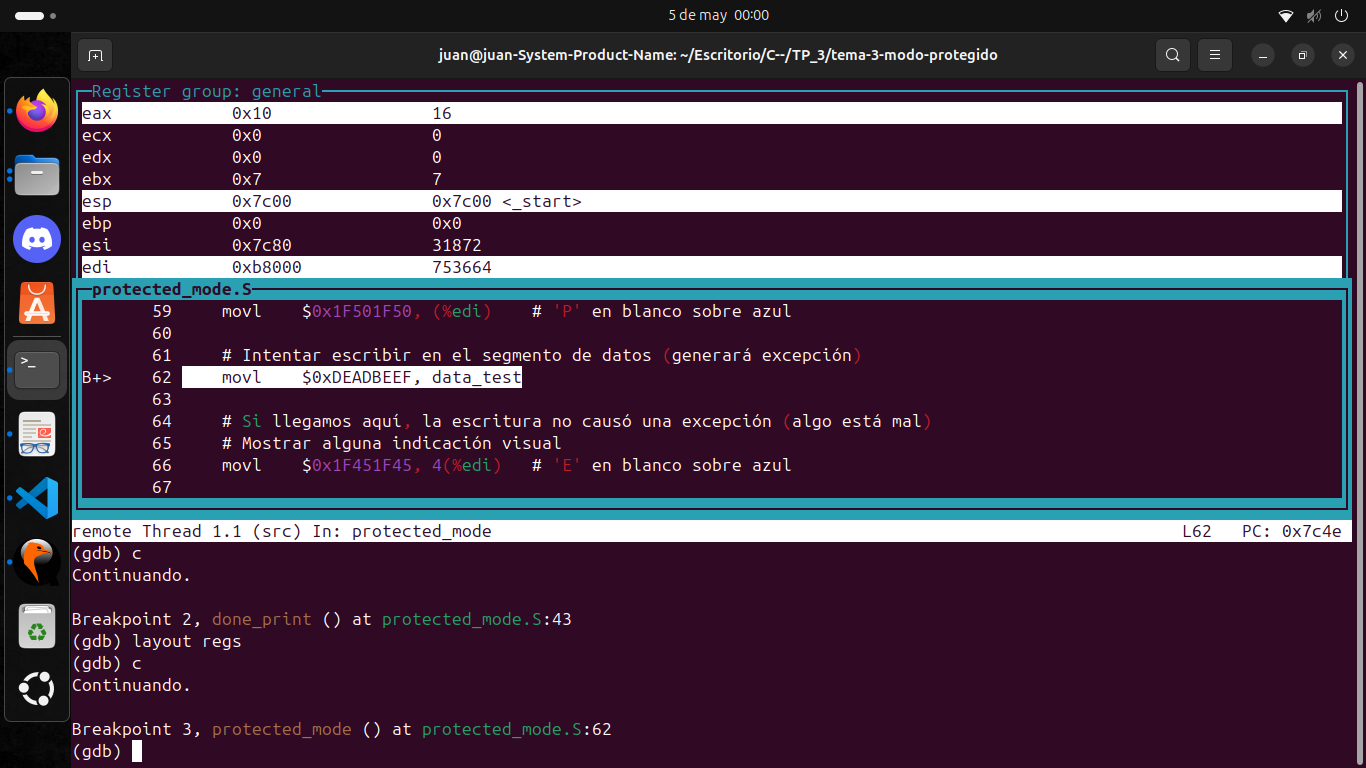 5 de may 00:00
juan@juan-System-Product-Name: ~/Escritorio/C--/TP_3/tema-3-modo-protegido
Register group: general
eax 0x10 16
ecx 0x0 0
edx 0x0 0
ebx 0x7 7
esp 0x7c00 0x7c00 <_start>
ebp 0x0 0x0
esi 0x7c80 31872
edi 0xb8000 753664
protected_mode.S
59 movl $0x1F501F50, (%edi) # 'P' en blanco sobre azul
60
61 # Intentar escribir en el segmento de datos (generará excepción)
B+> 62 movl $0xDEADBEEF, data_test
63
64 # Si llegamos aquí, la escritura no causó una excepción (algo está mal)
65 # Mostrar alguna indicación visual
66 movl $0x1F451F45, 4(%edi) # 'E' en blanco sobre azul
67
remote Thread 1.1 (src) In: protected_mode L62 PC: 0x7c4e
(gdb) c
Continuando.
Breakpoint 2, done_print () at protected_mode.S:43
(gdb) layout regs
(gdb) c
Continuando.
Breakpoint 3, protected_mode () at protected_mode.S:62
(gdb)